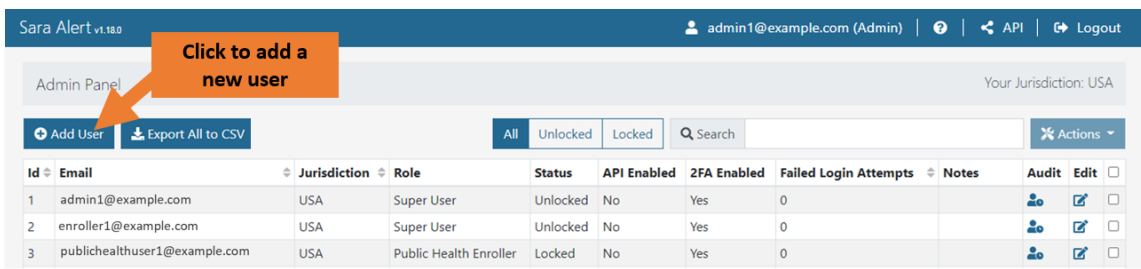 Sara Alert v1.18.0 admin1@example.com (Admin) ? API Logout
Click to add a
new user
Admin Panel Your Jurisdiction: USA
Add User Export All to CSV All Unlocked Locked Search Actions
Id Email Jurisdiction Role Status API Enabled 2FA Enabled Failed Login Attempts Notes Audit Edit
1 admin1@example.com USA Super User Unlocked No Yes 0
2 enroller1@example.com USA Super User Unlocked No Yes 0
3 publichealthuser1@example.com USA Public Health Enroller Locked No Yes 0